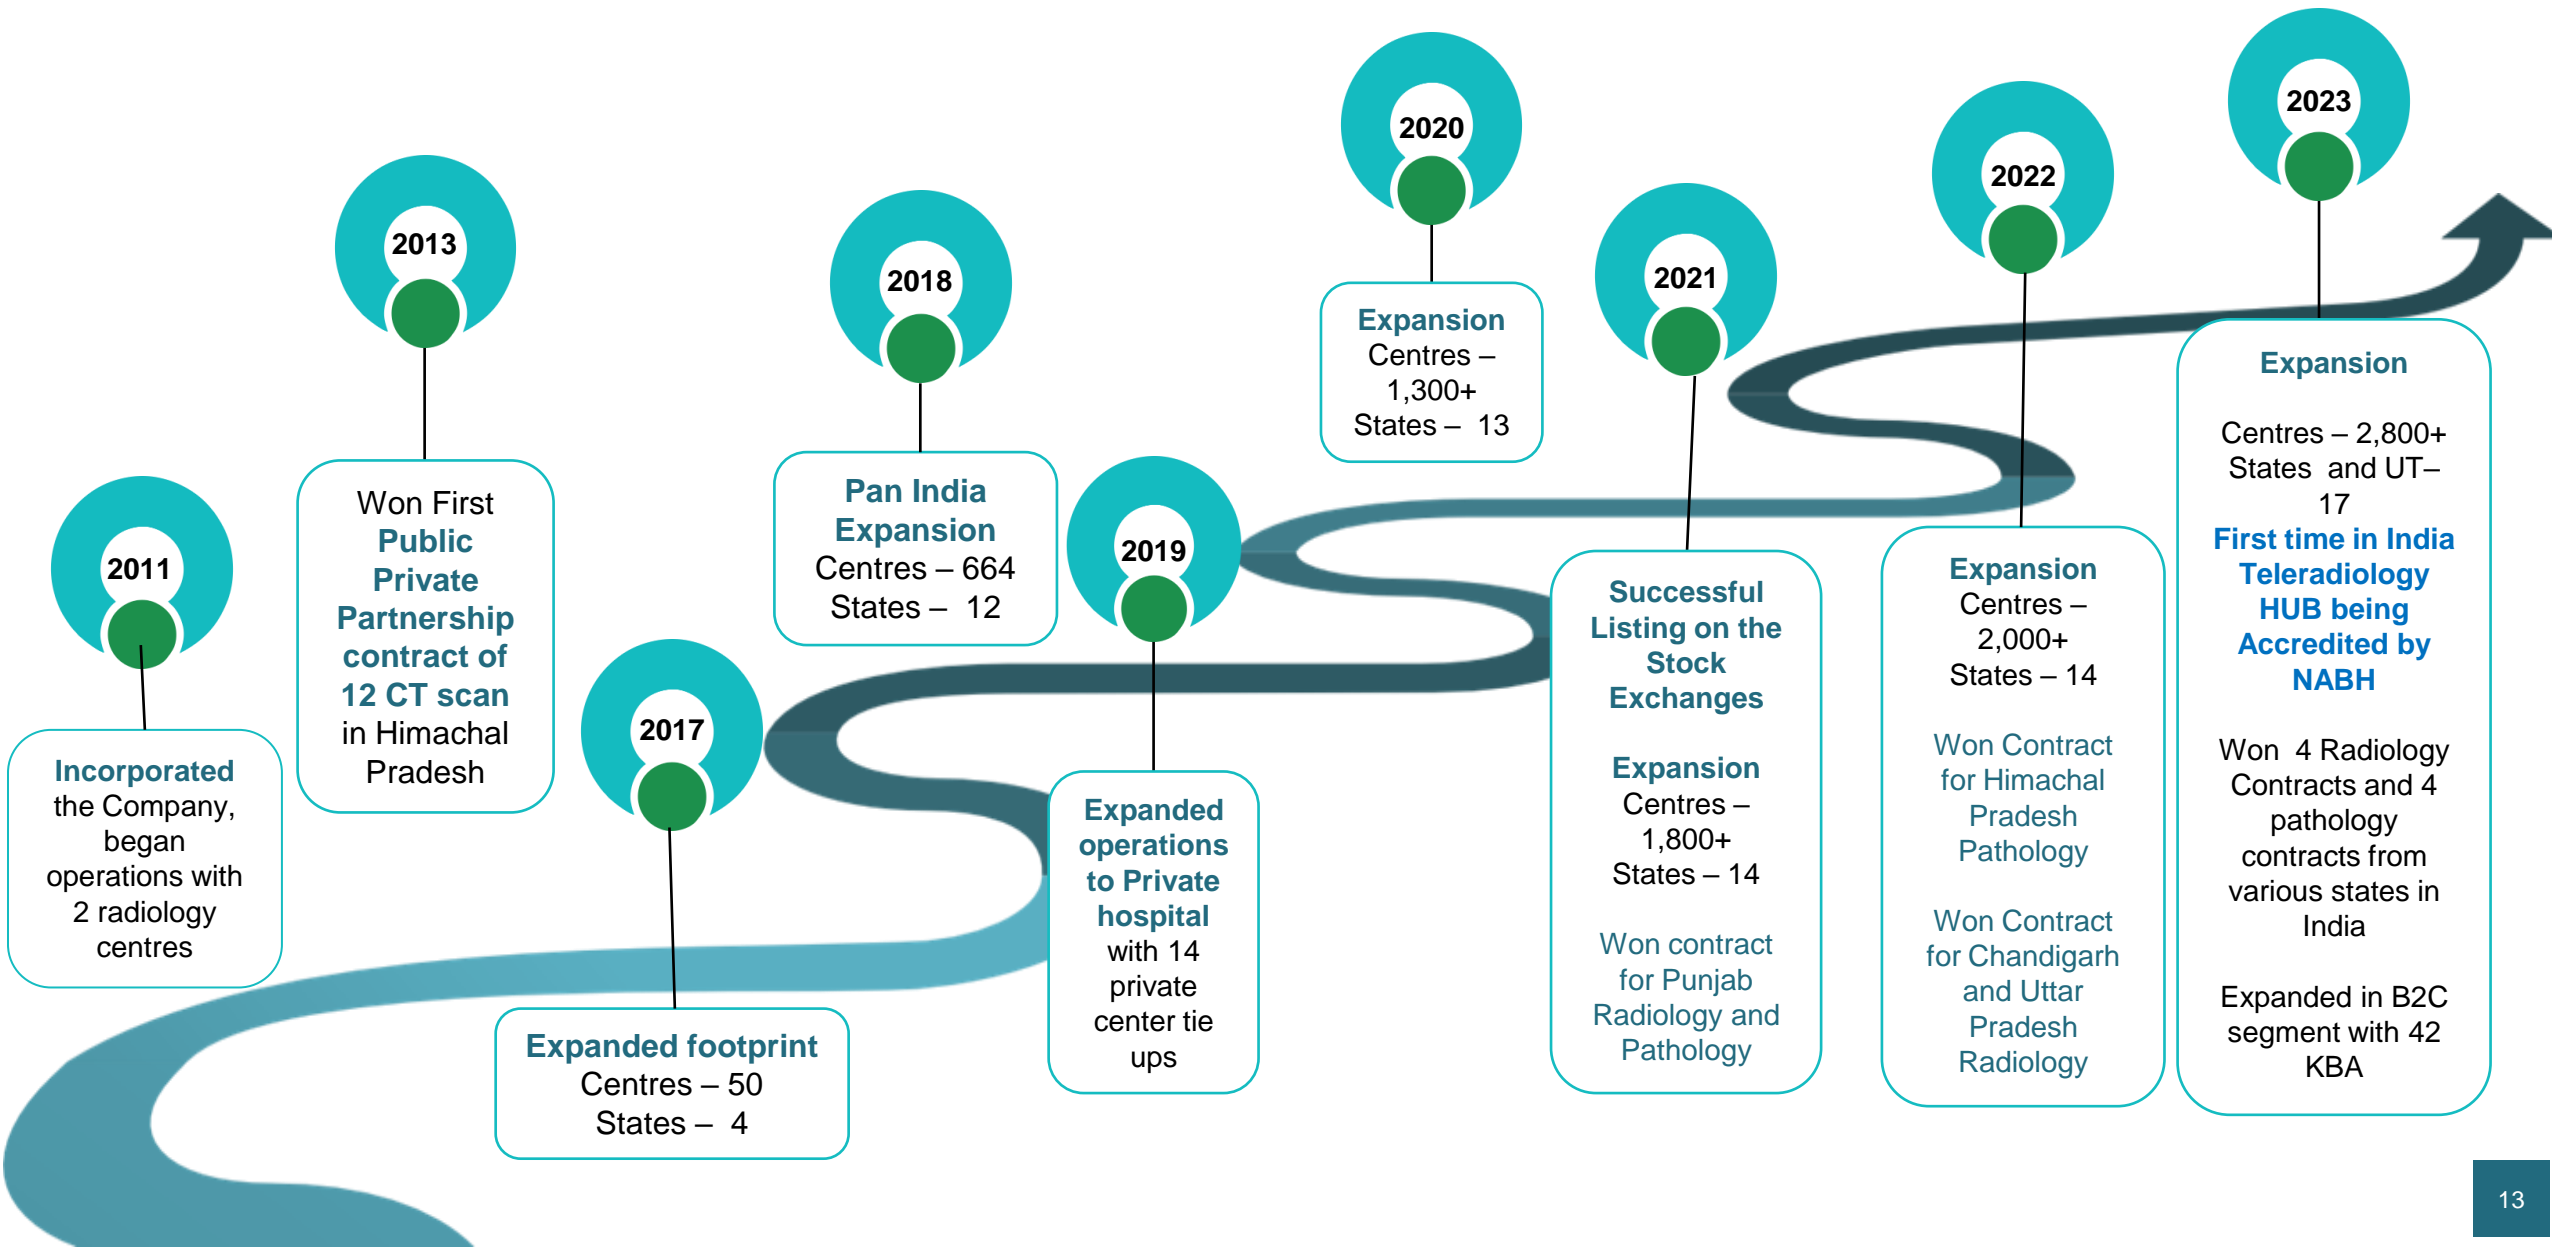 2011
Incorporated
the Company,
began
operations with
2 radiology
centres
2013
Won First
Public
Private
Partnership
contract of
12 CT scan
in Himachal
Pradesh
2017
Expanded footprint
Centres – 50
States – 4
2018
Pan India
Expansion
Centres – 664
States – 12
2019
Expanded
operations
to Private
hospital
with 14
private
center tie
ups
2020
Expansion
Centres –
1,300+
States – 13
2021
Successful
Listing on the
Stock
Exchanges
Expansion
Centres –
1,800+
States – 14
Won contract
for Punjab
Radiology and
Pathology
2022
Expansion
Centres –
2,000+
States – 14
Won Contract
for Himachal
Pradesh
Pathology
Won Contract
for Chandigarh
and Uttar
Pradesh
Radiology
2023
Expansion
Centres – 2,800+
States and UT–
17
First time in India
Teleradiology
HUB being
Accredited by
NABH
Won 4 Radiology
Contracts and 4
pathology
contracts from
various states in
India
Expanded in B2C
segment with 42
KBA
13